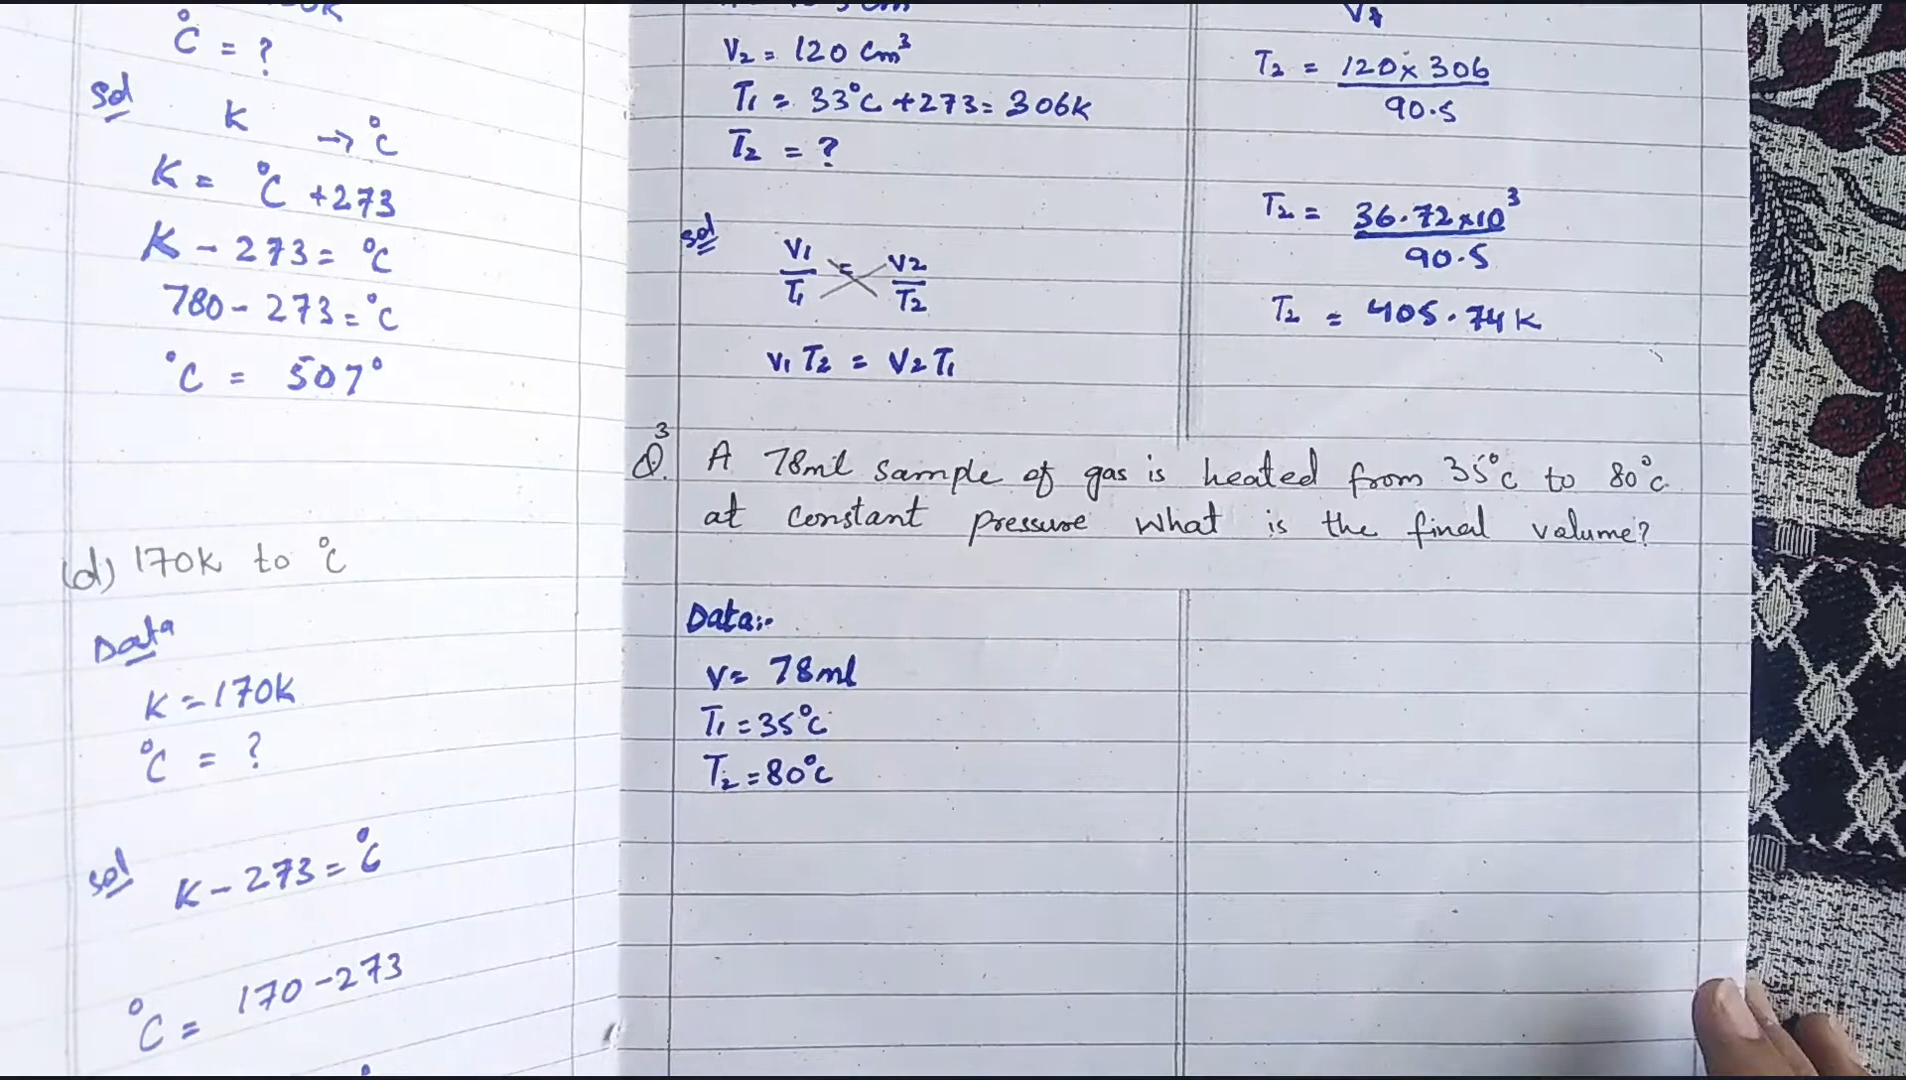 °C = ?
Sol
K → °C
K = °C +273
K - 273 = °C
780 - 273 = °C
°C = 507°
(d) 170K to °C
Data
K = 170K
°C = ?
Sol
K - 273 = °C
°C = 170 - 273
V2 = 120 Cm³
T1 = 33°C + 273 = 306K
T2 = ?
Sol
V1/T1 = V2/T2
V1 T2 = V2 T1
T2 = 120 × 306 / 90.5
T2 = 36.72 × 10³ / 90.5
T2 = 405.74K
Q.3 A 78ml sample of gas is heated from 35°C to 80°C
at constant pressure what is the final volume?
Data:-
V = 78ml
T1 = 35°C
T2 = 80°C